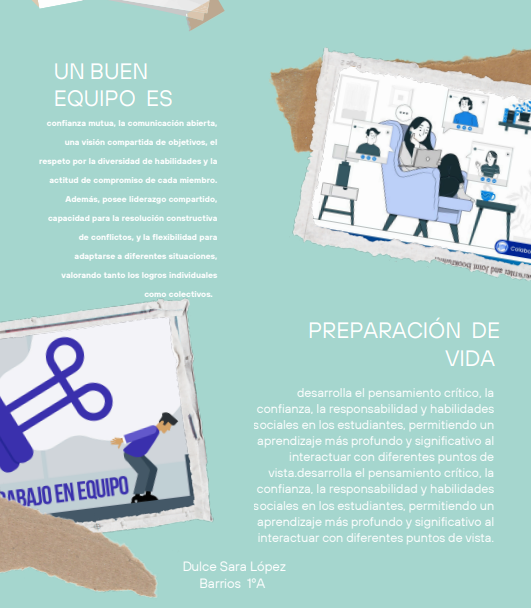 UN BUEN
EQUIPO ES
confianza mutua, la comunicación abierta,
una visión compartida de objetivos, el
respeto por la diversidad de habilidades y la
actitud de compromiso de cada miembro.
Además, posee liderazgo compartido,
capacidad para la resolución constructiva
de conflictos, y la flexibilidad para
adaptarse a diferentes situaciones,
valorando tanto los logros individuales
como colectivos.
PREPARACIÓN DE
VIDA
desarrolla el pensamiento crítico, la
confianza, la responsabilidad y habilidades
sociales en los estudiantes, permitiendo un
aprendizaje más profundo y significativo al
interactuar con diferentes puntos de
vista.desarrolla el pensamiento crítico, la
confianza, la responsabilidad y habilidades
sociales en los estudiantes, permitiendo un
aprendizaje más profundo y significativo al
interactuar con diferentes puntos de vista.
ABAJO EN EQUIPO
Dulce Sara López
Barrios 1°A